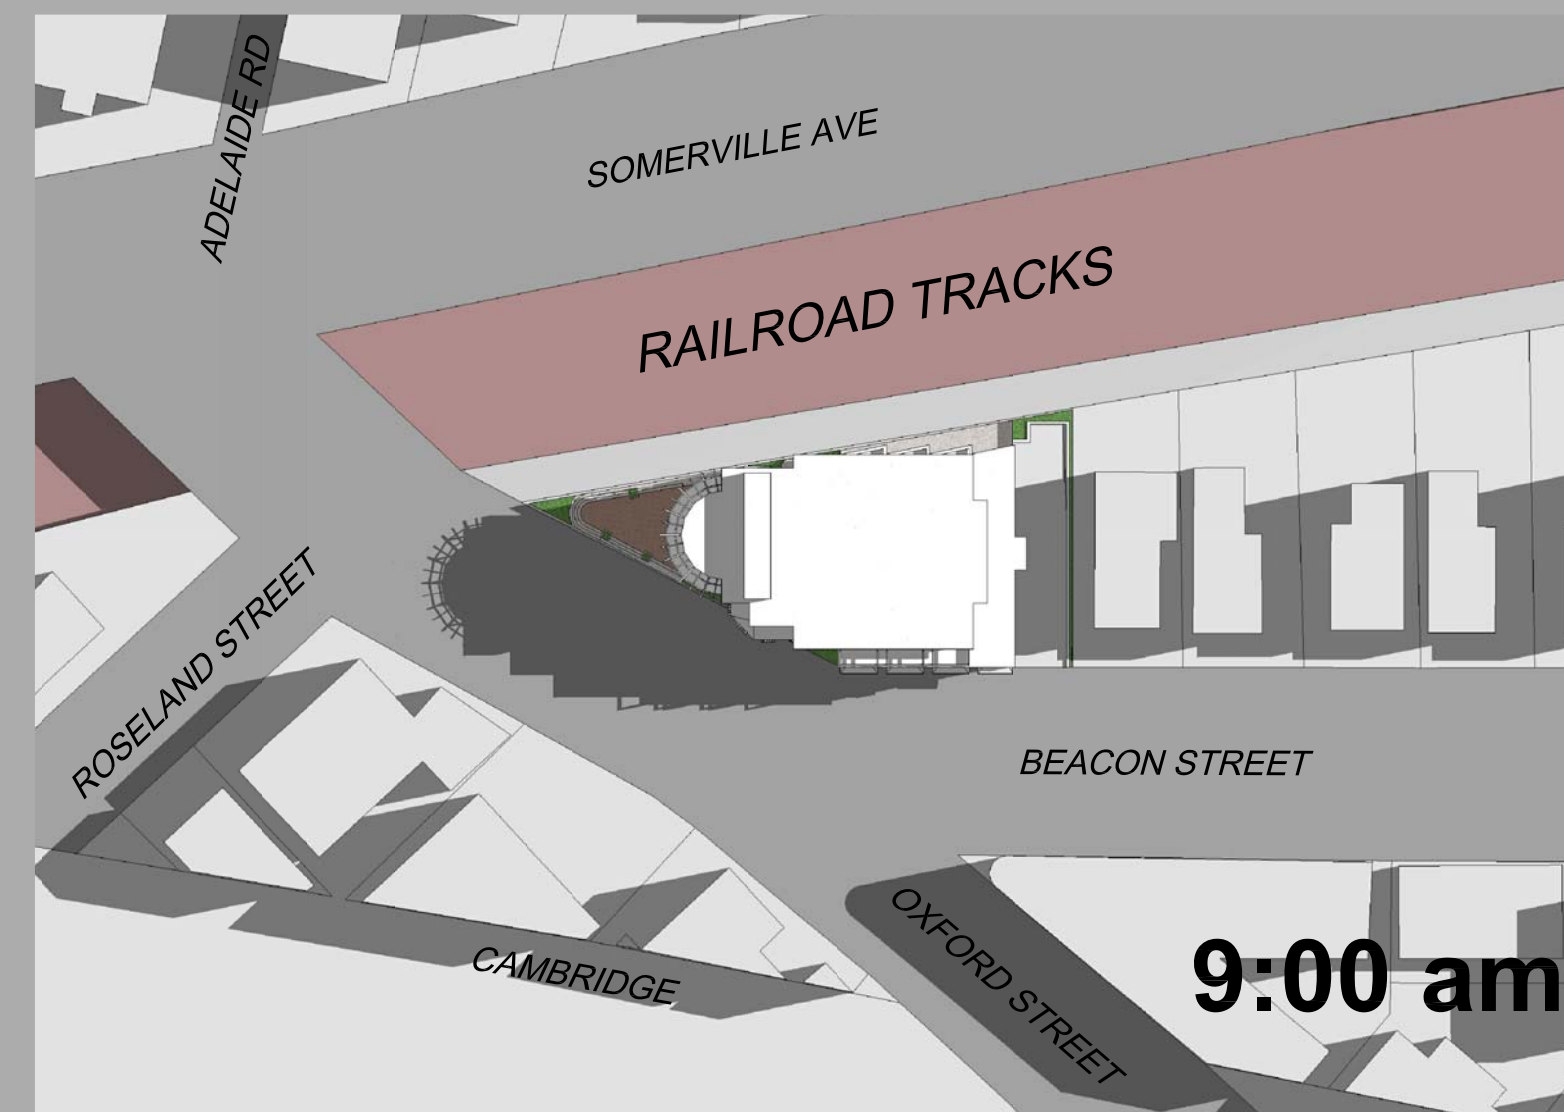 ADELAIDE RD
SOMERVILLE AVE
RAILROAD TRACKS
ROSELAND STREET
BEACON STREET
OXFORD STREET
CAMBRIDGE
9:00 am